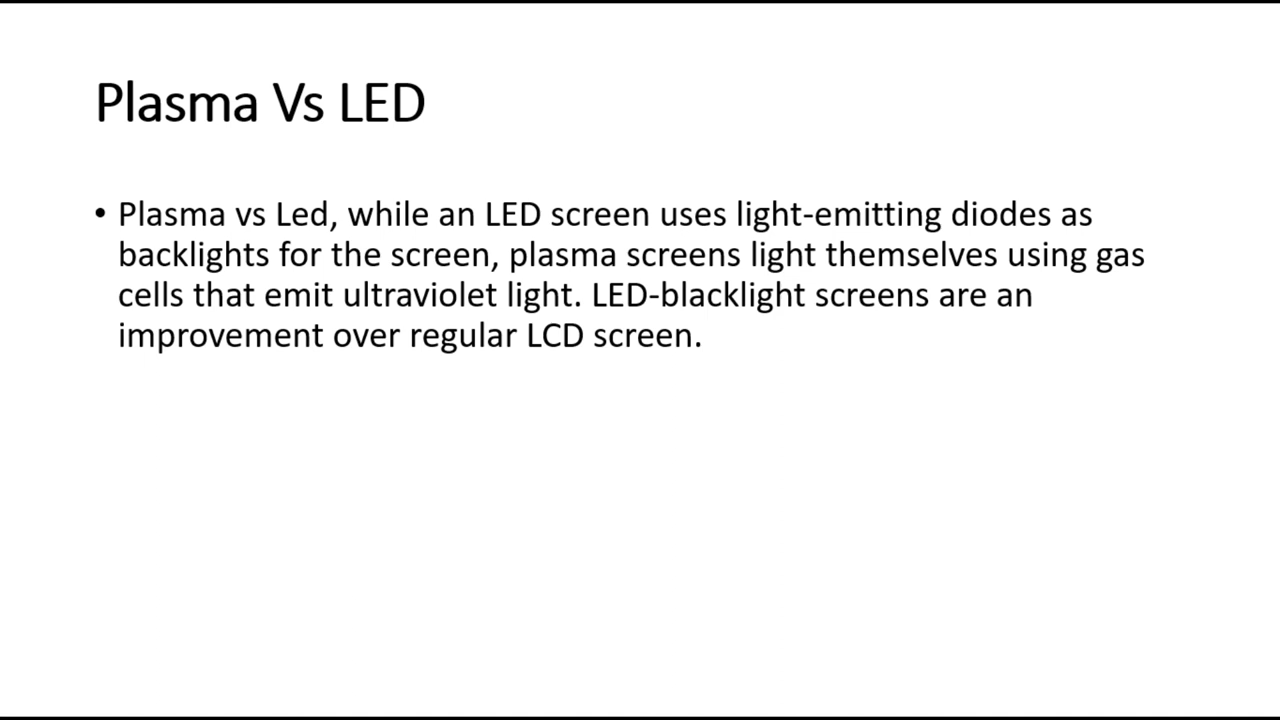 Plasma Vs LED
• Plasma vs Led, while an LED screen uses light-emitting diodes as
backlights for the screen, plasma screens light themselves using gas
cells that emit ultraviolet light. LED-blacklight screens are an
improvement over regular LCD screen.